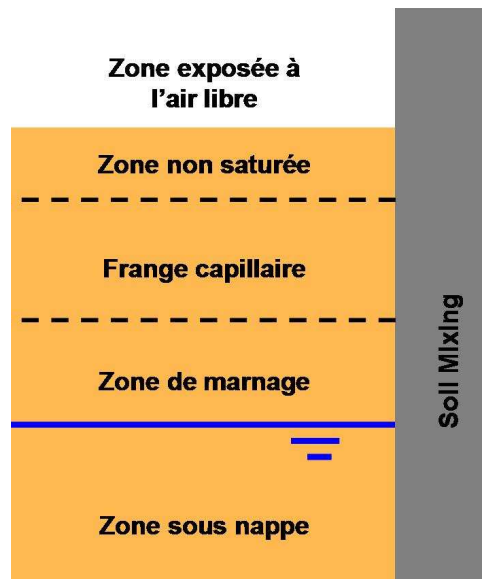 Zone exposée à
l'air libre
Zone non saturée
Frange capillaire
Zone de marnage
Zone sous nappe
Soil Mixing